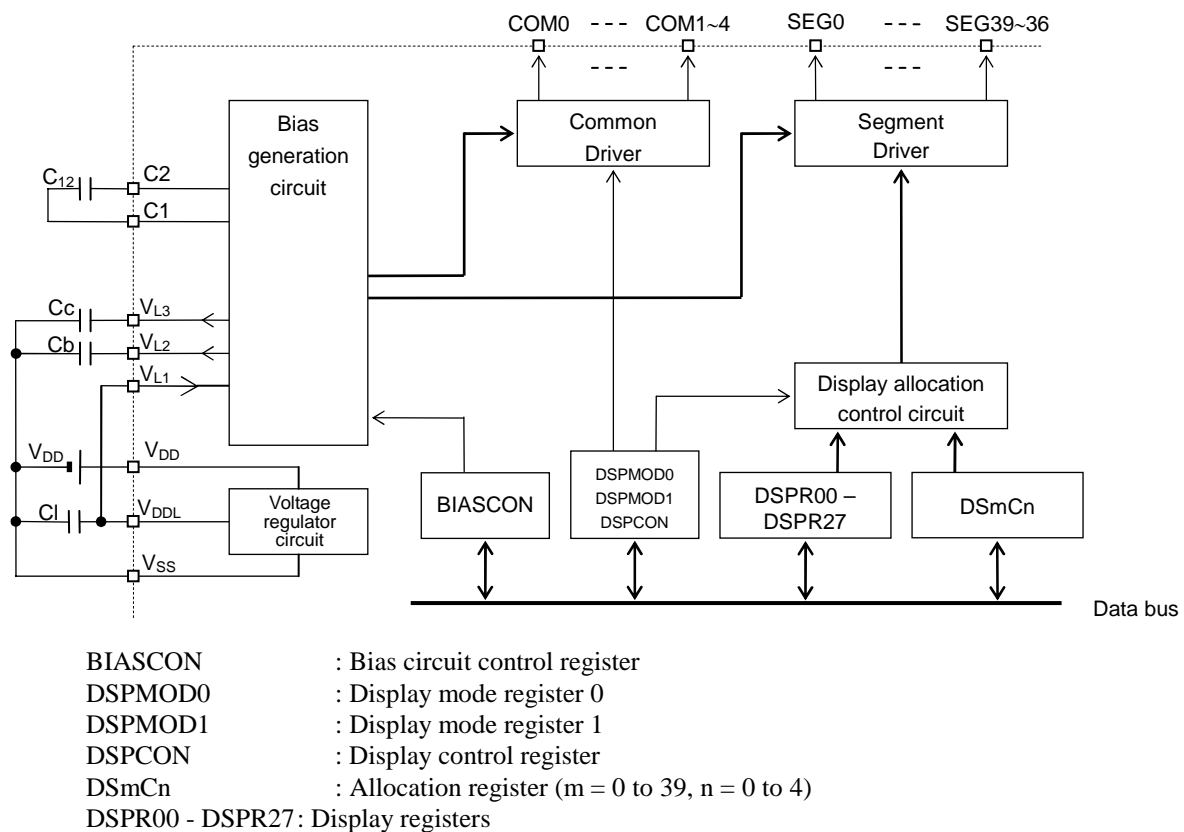 COM0 --- COM1~4 SEG0 --- SEG39~36
--- ---
Bias
generation
circuit
Common
Driver
Segment
Driver
C12
C2
C1
Cc
VL3
Cb
VL2
VL1
Display allocation
control circuit
VDD
VDD
Cl
VDDL
Voltage
regulator
circuit
VSS
BIASCON
DSPMOD0
DSPMOD1
DSPCON
DSPR00 –
DSPR27
DSmCn
Data bus
BIASCON : Bias circuit control register
DSPMOD0 : Display mode register 0
DSPMOD1 : Display mode register 1
DSPCON : Display control register
DSmCn : Allocation register (m = 0 to 39, n = 0 to 4)
DSPR00 - DSPR27: Display registers